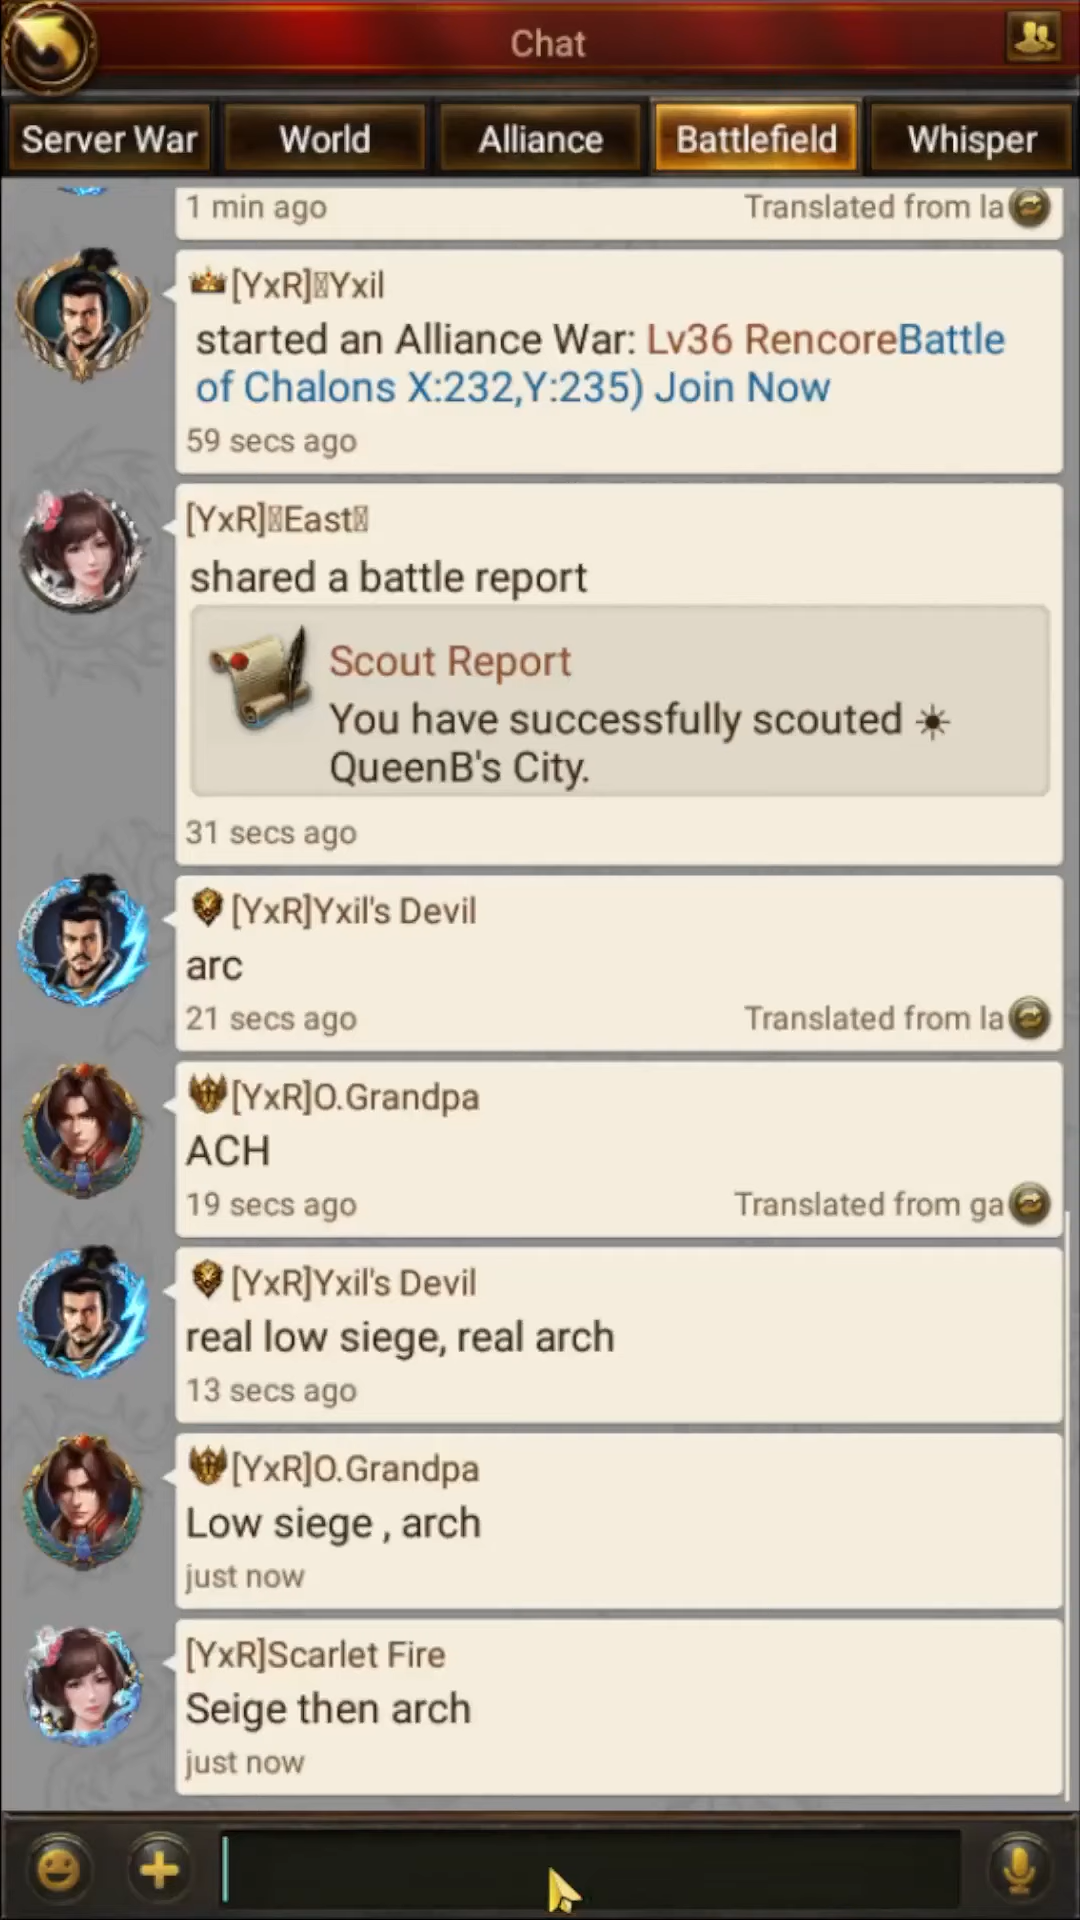 Chat
Server War
World
Alliance
Battlefield
Whisper
1 min ago
Translated from la
[YxR]Yxil
started an Alliance War: Lv36 RencoreBattle
of Chalons X:232,Y:235) Join Now
59 secs ago
[YxR]East
shared a battle report
Scout Report
You have successfully scouted ☀
QueenB's City.
31 secs ago
[YxR]Yxil's Devil
arc
21 secs ago
Translated from la
[YxR]O.Grandpa
ACH
19 secs ago
Translated from ga
[YxR]Yxil's Devil
real low siege, real arch
13 secs ago
[YxR]O.Grandpa
Low siege , arch
just now
[YxR]Scarlet Fire
Seige then arch
just now